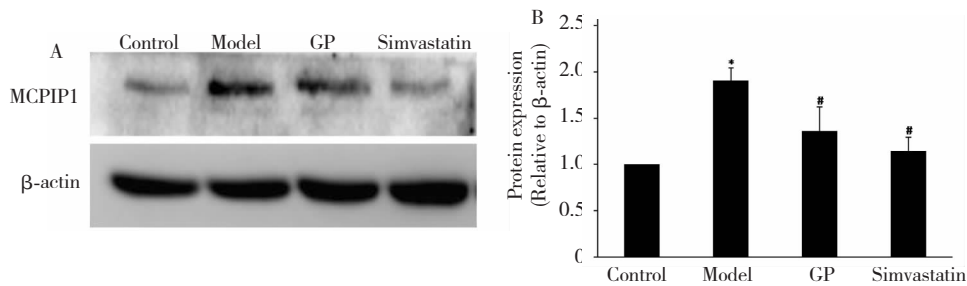 A
Control Model GP Simvastatin
MCPIP1
β-actin
B
Protein expression
(Relative to β-actin)
2.5
2.0
1.5
1.0
0.5
0
*
#
#
Control Model GP Simvastatin